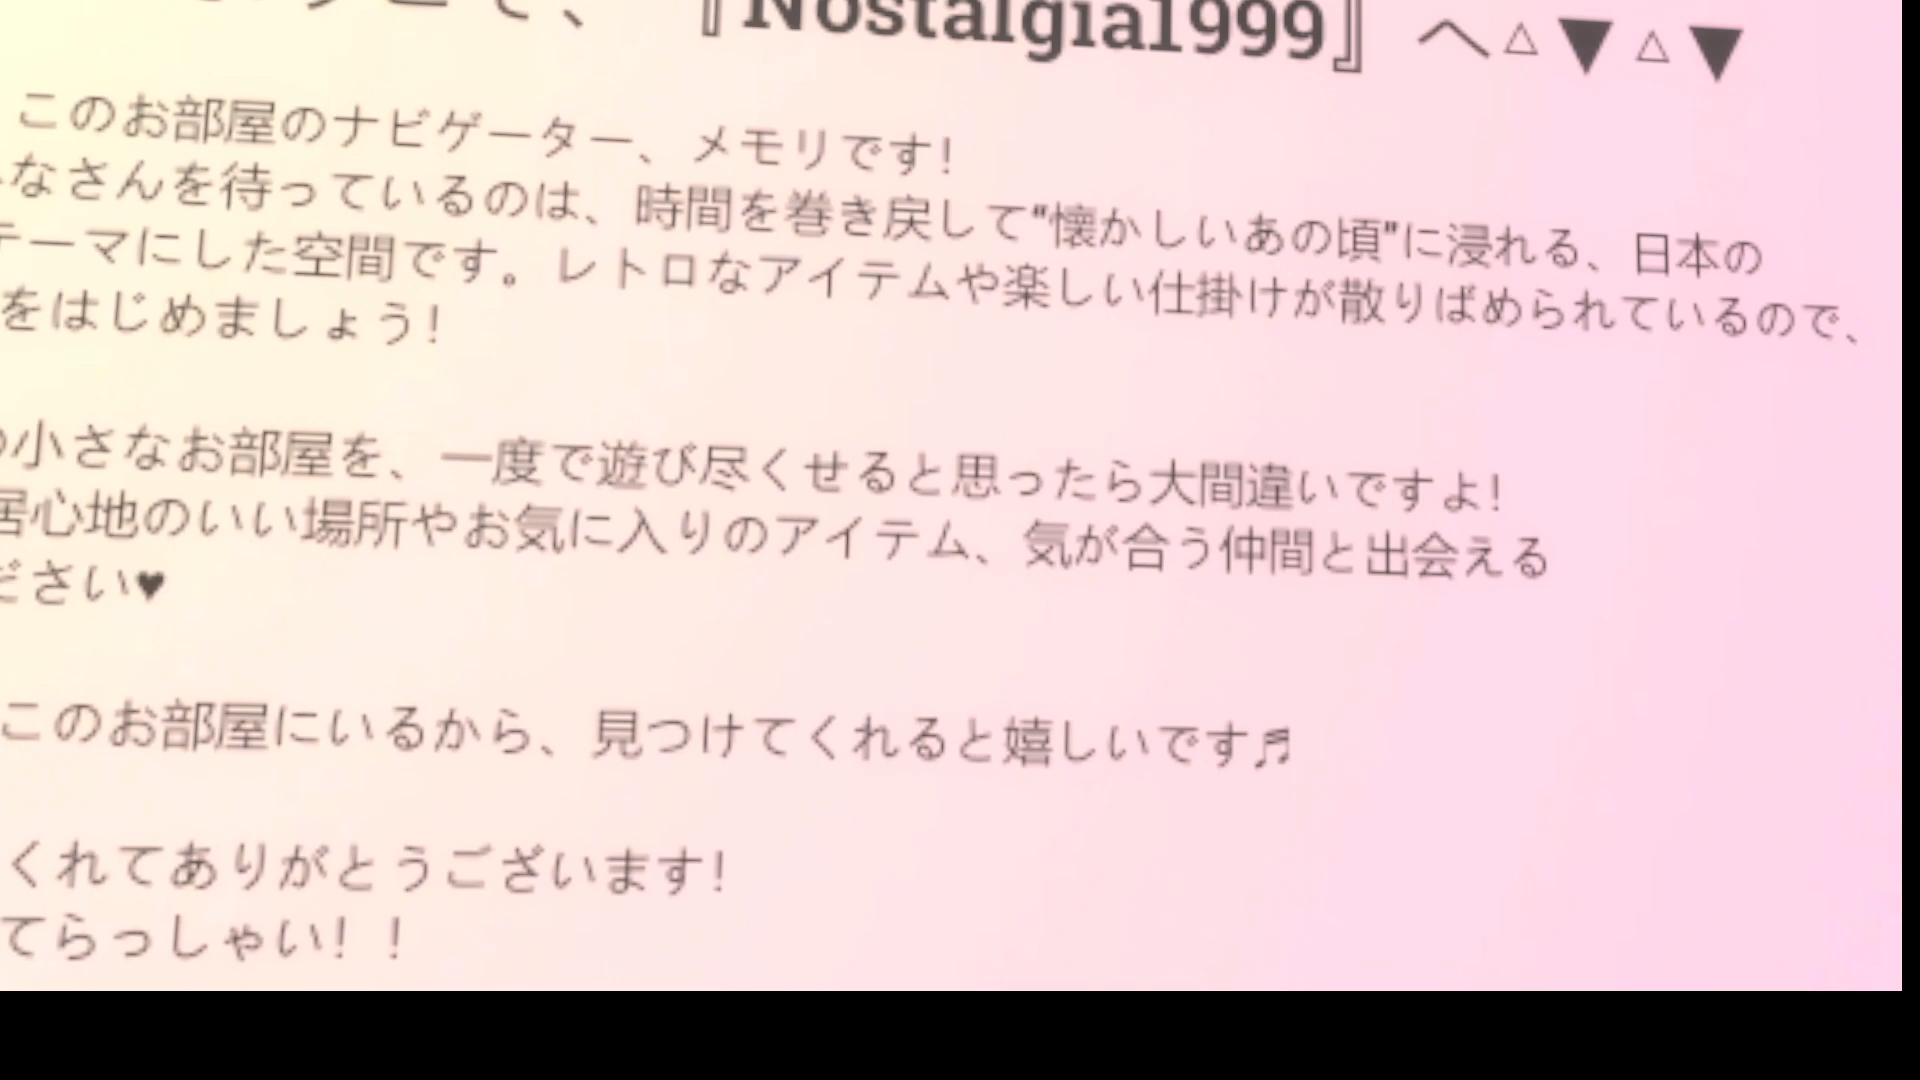 て、 『Nostalgia1999』 へ△▼△▼
このお部屋のナビゲーター、メモリです!
なさんを待っているのは、時間を巻き戻して"懐かしいあの頃"に浸れる、日本の
テーマにした空間です。レトロなアイテムや楽しい仕掛けが散りばめられているので、
をはじめましょう!
の小さなお部屋を、一度で遊び尽くせると思ったら大間違いですよ!
居心地のいい場所やお気に入りのアイテム、気が合う仲間と出会える
ださい♥
このお部屋にいるから、見つけてくれると嬉しいです♬
くれてありがとうございます!
てらっしゃい!!